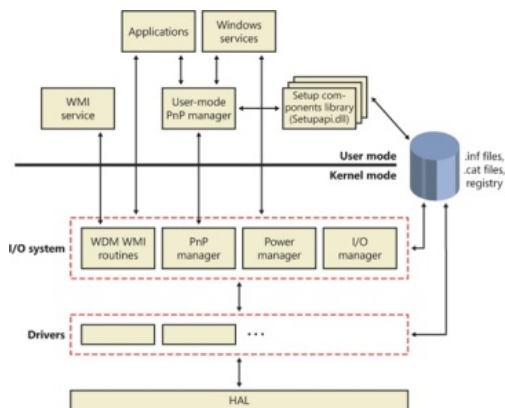 Applications
Windows
services
WMI
service
User-mode
PnP manager
Setup com-
ponents library
(Setupapi.dll)
User mode
Kernel mode
.inf files,
.cat files,
registry
I/O system
WDM WMI
routines
PnP
manager
Power
manager
I/O
manager
Drivers
...
HAL